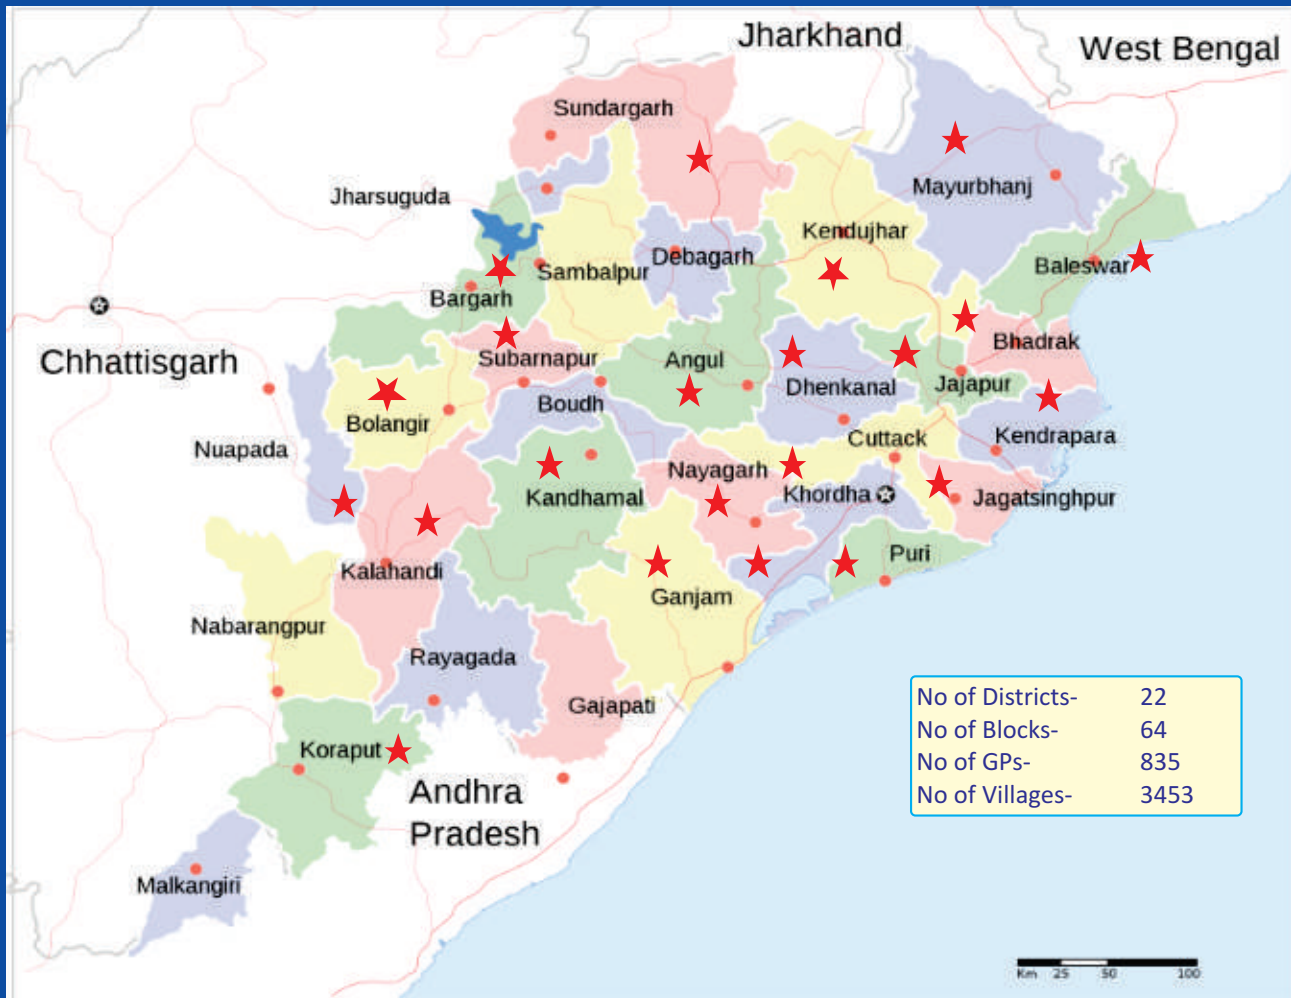 Jharkhand
West Bengal
Sundargarh
Jharsuguda
Mayurbhanj
Kendujhar
Debagarh
Sambalpur
Baleswar
Bargarh
Chhattisgarh
Subarnapur
Angul
Bhadrak
Dhenkanal
Jajapur
Boudh
Bolangir
Nuapada
Cuttack
Kendrapara
Nayagarh
Kandhamal
Khordha
Jagatsinghpur
Puri
Kalahandi
Ganjam
Nabarangpur
Rayagada
Gajapati
Koraput
Andhra
Pradesh
Malkangiri
No of Districts- 22
No of Blocks- 64
No of GPs- 835
No of Villages- 3453
Km 25 50 100